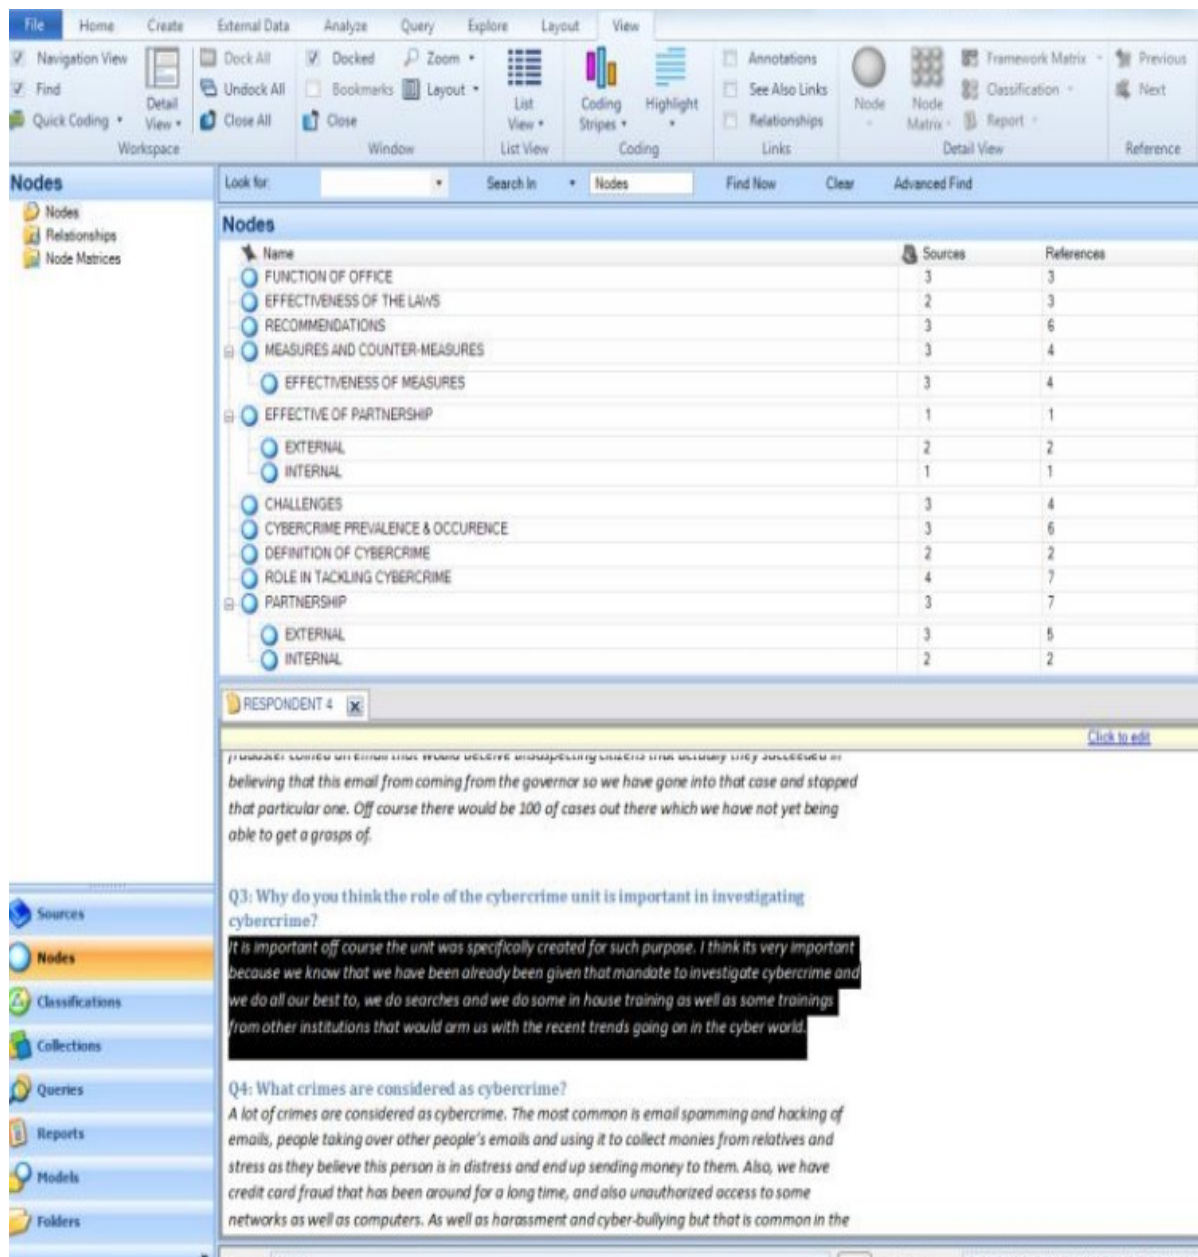 File Home Create External Data Analyze Query Explore Layout View
Navigation View Dock All Docked Zoom Annotations Framework Matrix Previous
Find Undock All Bookmarks Layout See Also Links Classification Next
Quick Coding Detail View Close All Close List View Coding Stripes Highlight Relationships Node Node Matrix Report
Workspace Window List View Coding Links Detail View Reference
Nodes
Nodes
Relationships
Node Matrices
Look for: Search In Nodes Find Now Clear Advanced Find
Nodes
Name Sources References
FUNCTION OF OFFICE 3 3
EFFECTIVENESS OF THE LAWS 2 3
RECOMMENDATIONS 3 6
MEASURES AND COUNTER-MEASURES 3 4
EFFECTIVENESS OF MEASURES 3 4
EFFECTIVE OF PARTNERSHIP 1 1
EXTERNAL 2 2
INTERNAL 1 1
CHALLENGES 3 4
CYBERCRIME PREVALENCE & OCCURENCE 3 6
DEFINITION OF CYBERCRIME 2 2
ROLE IN TACKLING CYBERCRIME 4 7
PARTNERSHIP 3 7
EXTERNAL 3 5
INTERNAL 2 2
RESPONDENT 4
Click to edit
believing that this email from coming from the governor so we have gone into that case and stopped
that particular one. Off course there would be 100 of cases out there which we have not yet being
able to get a grasps of.
Q3: Why do you think the role of the cybercrime unit is important in investigating
cybercrime?
It is important off course the unit was specifically created for such purpose. I think its very important
because we know that we have been already been given that mandate to investigate cybercrime and
we do all our best to, we do searches and we do some in house training as well as some trainings
from other institutions that would arm us with the recent trends going on in the cyber world.
Q4: What crimes are considered as cybercrime?
A lot of crimes are considered as cybercrime. The most common is email spamming and hacking of
emails, people taking over other people's emails and using it to collect monies from relatives and
stress as they believe this person is in distress and end up sending money to them. Also, we have
credit card fraud that has been around for a long time, and also unauthorized access to some
networks as well as computers. As well as harassment and cyber-bullying but that is common in the
Sources
Nodes
Classifications
Collections
Queries
Reports
Models
Folders